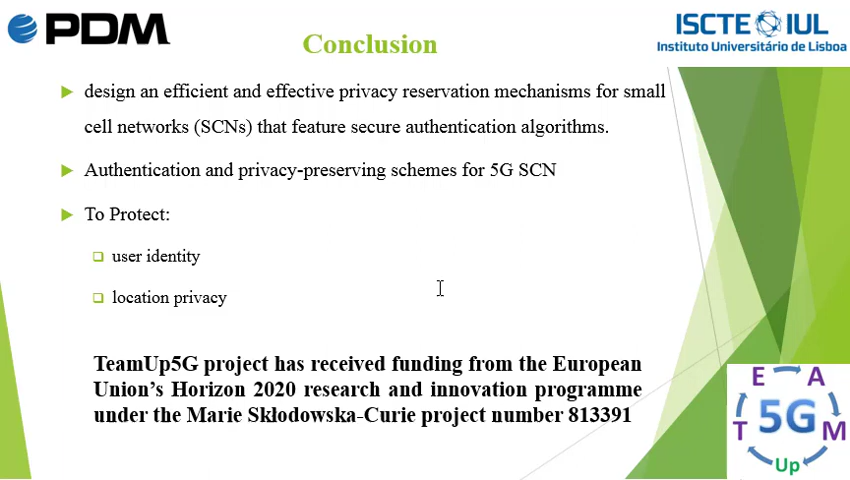 PDM
ISCTE IUL
Instituto Universitário de Lisboa
Conclusion
design an efficient and effective privacy reservation mechanisms for small
cell networks (SCNs) that feature secure authentication algorithms.
Authentication and privacy-preserving schemes for 5G SCN
To Protect:
user identity
location privacy
TeamUp5G project has received funding from the European
Union’s Horizon 2020 research and innovation programme
under the Marie Skłodowska-Curie project number 813391
E A
T 5G M
Up